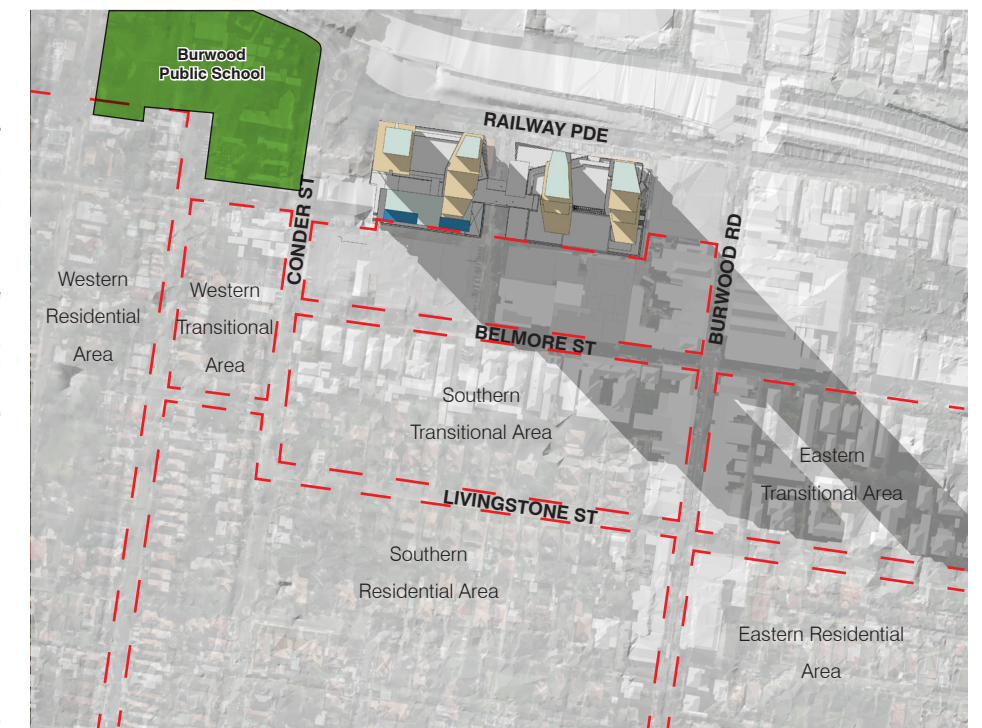 Burwood
Public School
RAILWAY PDE
CONDER ST
BURWOOD RD
Western
Residential
Area
Western
Transitional
Area
BELMORE ST
Southern
Transitional Area
Eastern
Transitional Area
LIVINGSTONE ST
Southern
Residential Area
Eastern Residential
Area